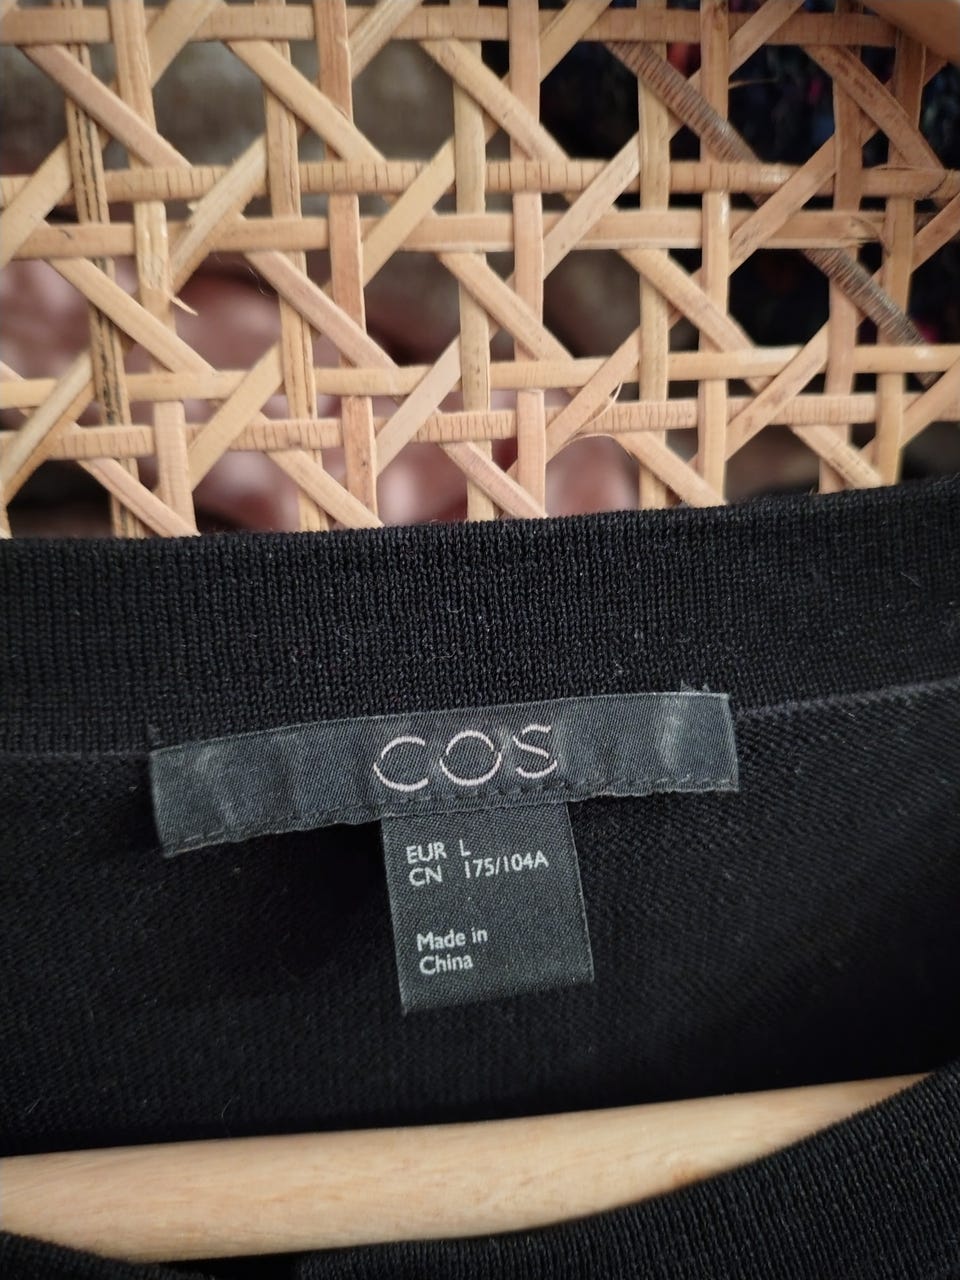 COS
EUR L
CN 175/104A
Made in
China